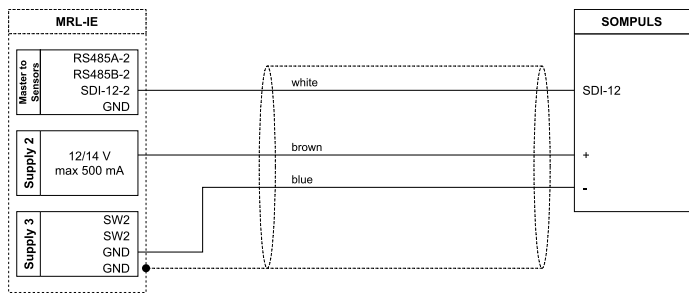 MRL-IE
Master to
Sensors
RS485A-2
RS485B-2
SDI-12-2
GND
Supply 2
12/14 V
max 500 mA
Supply 3
SW2
SW2
GND
GND
white
brown
blue
SOMPULS
SDI-12
+
-